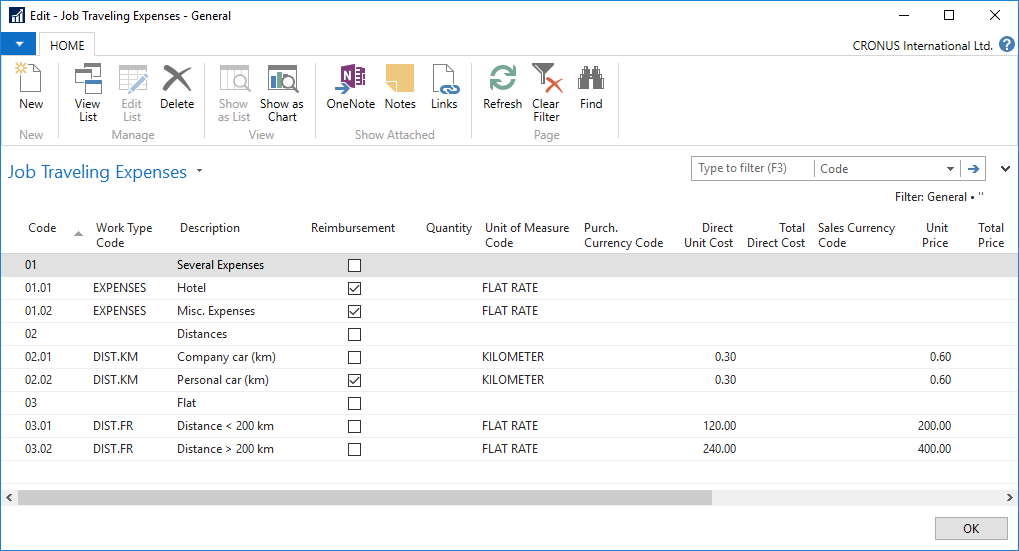 Edit - Job Traveling Expenses - General
HOME
CRONUS International Ltd. ?
New
View List
Edit List
Delete
Show as List
Show as Chart
OneNote
Notes
Links
Refresh
Clear Filter
Find
New
Manage
View
Show Attached
Page
Job Traveling Expenses
Type to filter (F3) Code
Filter: General • ''
Code Work Type Code Description Reimbursement Quantity Unit of Measure Code Purch. Currency Code Direct Unit Cost Total Direct Cost Sales Currency Code Unit Price Total Price
01 Several Expenses
01.01 EXPENSES Hotel FLAT RATE
01.02 EXPENSES Misc. Expenses FLAT RATE
02 Distances
02.01 DIST.KM Company car (km) KILOMETER 0.30 0.60
02.02 DIST.KM Personal car (km) KILOMETER 0.30 0.60
03 Flat
03.01 DIST.FR Distance < 200 km FLAT RATE 120.00 200.00
03.02 DIST.FR Distance > 200 km FLAT RATE 240.00 400.00
OK